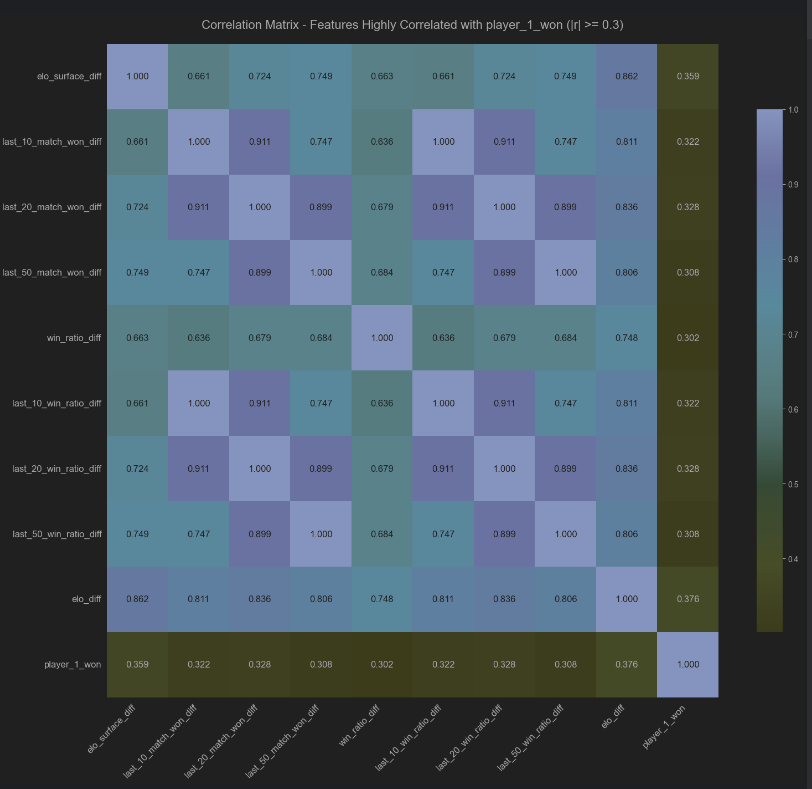 Correlation Matrix - Features Highly Correlated with player_1_won (|r| >= 0.3)
elo_surface_diff 1.000 0.661 0.724 0.749 0.663 0.661 0.724 0.749 0.862 0.359
last_10_match_won_diff 0.661 1.000 0.911 0.747 0.636 1.000 0.911 0.747 0.811 0.322
last_20_match_won_diff 0.724 0.911 1.000 0.899 0.679 0.911 1.000 0.899 0.836 0.328
last_50_match_won_diff 0.749 0.747 0.899 1.000 0.684 0.747 0.899 1.000 0.806 0.308
win_ratio_diff 0.663 0.636 0.679 0.684 1.000 0.636 0.679 0.684 0.748 0.302
last_10_win_ratio_diff 0.661 1.000 0.911 0.747 0.636 1.000 0.911 0.747 0.811 0.322
last_20_win_ratio_diff 0.724 0.911 1.000 0.899 0.679 0.911 1.000 0.899 0.836 0.328
last_50_win_ratio_diff 0.749 0.747 0.899 1.000 0.684 0.747 0.899 1.000 0.806 0.308
elo_diff 0.862 0.811 0.836 0.806 0.748 0.811 0.836 0.806 1.000 0.376
player_1_won 0.359 0.322 0.328 0.308 0.302 0.322 0.328 0.308 0.376 1.000
elo_surface_diff
last_10_match_won_diff
last_20_match_won_diff
last_50_match_won_diff
win_ratio_diff
last_10_win_ratio_diff
last_20_win_ratio_diff
last_50_win_ratio_diff
elo_diff
player_1_won
1.0
0.9
0.8
0.7
0.6
0.5
0.4